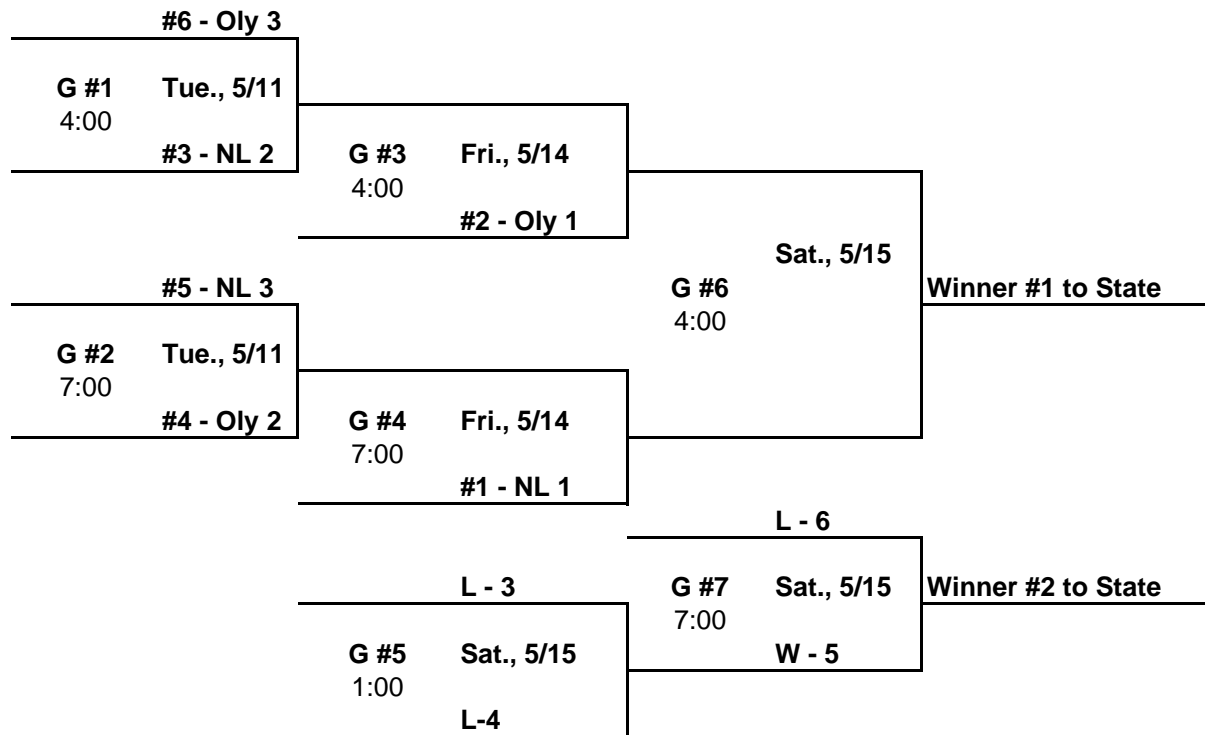 #6 - Oly 3
G #1 Tue., 5/11
4:00
#3 - NL 2
G #3 Fri., 5/14
4:00
#2 - Oly 1
Sat., 5/15
#5 - NL 3
G #6
Winner #1 to State
4:00
G #2 Tue., 5/11
7:00
#4 - Oly 2
G #4 Fri., 5/14
7:00
#1 - NL 1
L - 6
L - 3
G #7 Sat., 5/15
Winner #2 to State
7:00
G #5 Sat., 5/15
W - 5
1:00
L-4